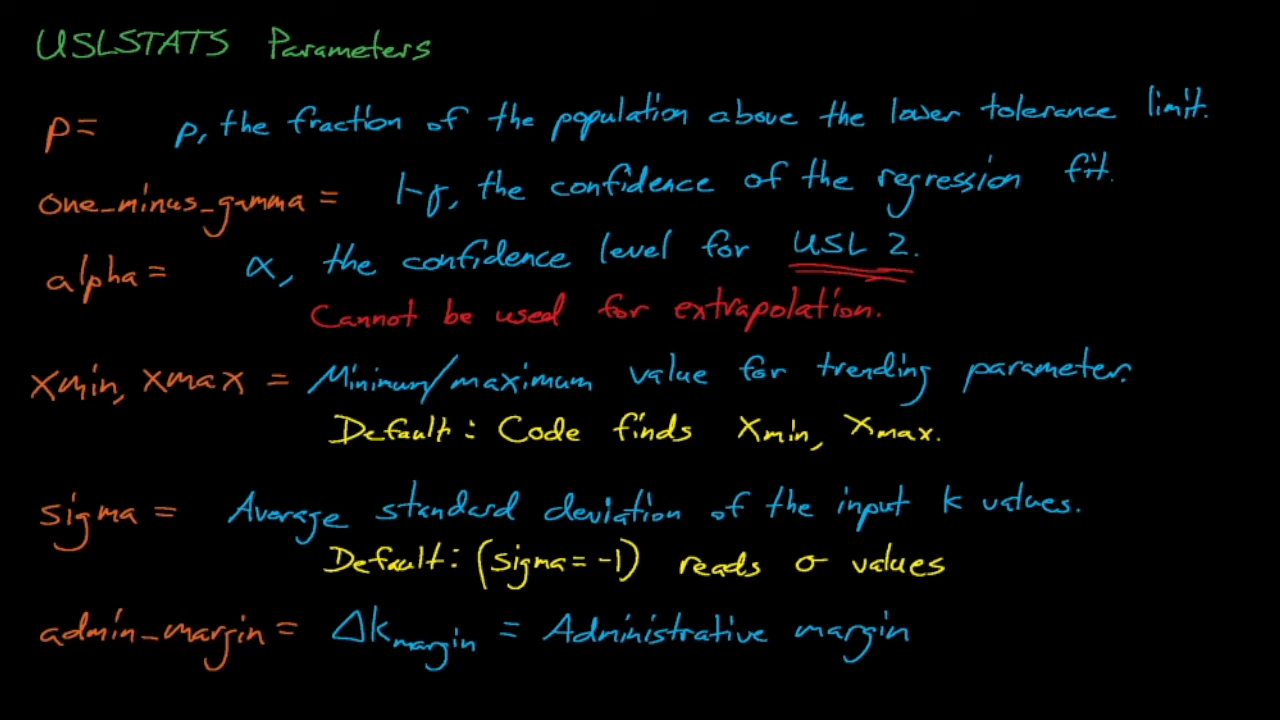 USLSTATS Parameters
p= p, the fraction of the population above the lower tolerance limit.
one_minus_gamma = 1-γ, the confidence of the regression fit.
alpha= α, the confidence level for USL 2.
Cannot be used for extrapolation.
xmin, xmax = Minimum/maximum value for trending parameter.
Default: Code finds Xmin, Xmax.
sigma = Average standard deviation of the input k values.
Default: (sigma= -1) reads σ values
admin_margin = Δkmargin = Administrative margin